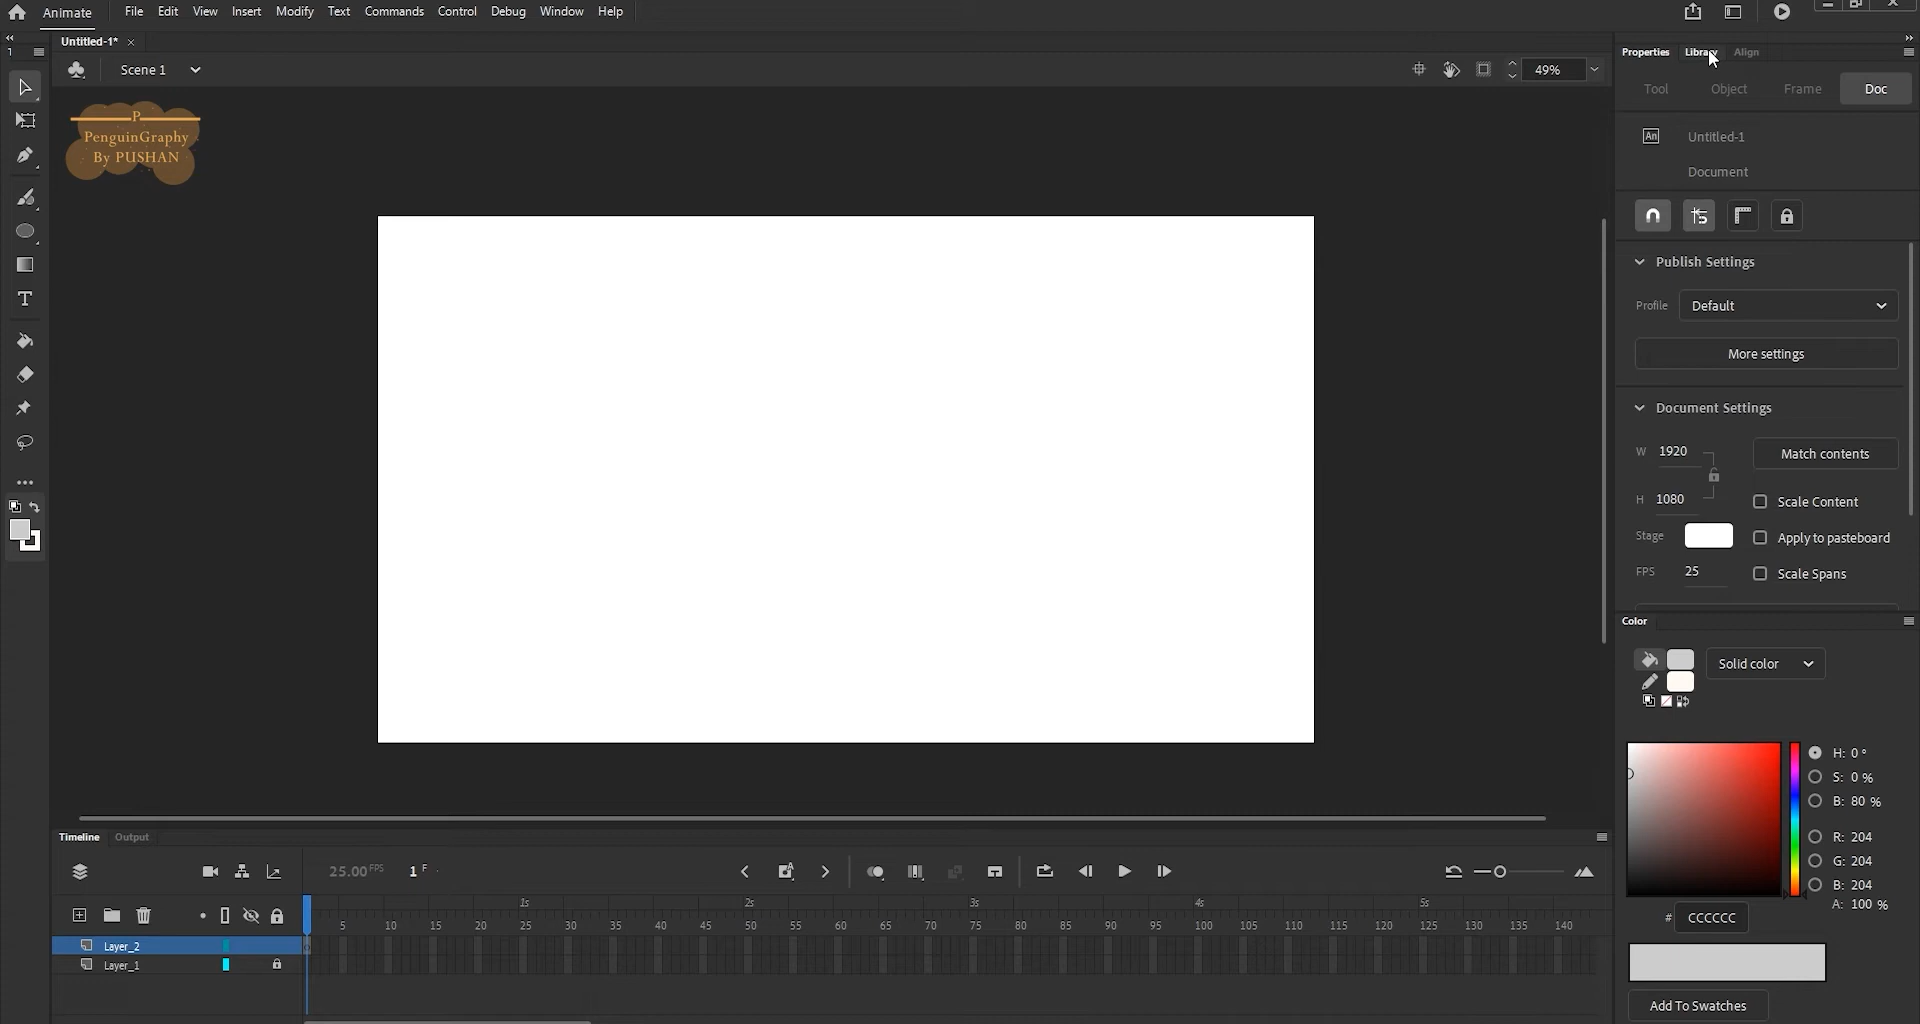 Animate File Edit View Insert Modify Text Commands Control Debug Window Help
Untitled-1*
Scene 1
49%
P
PenguinGraphy
By PUSHAN
T
Properties Library Align
Tool Object Frame Doc
An Untitled-1
Document
Publish Settings
Profile Default
More settings
Document Settings
W 1920 Match contents
H 1080 Scale Content
Stage Apply to pasteboard
FPS 25 Scale Spans
Color
Solid color
H: 0 °
S: 0 %
B: 80 %
R: 204
G: 204
B: 204
A: 100 %
# CCCCCC
Add To Swatches
Timeline Output
25.00 FPS 1 F
1s 2s 3s 4s 5s
5 10 15 20 25 30 35 40 45 50 55 60 65 70 75 80 85 90 95 100 105 110 115 120 125 130 135 140
Layer_2
Layer_1